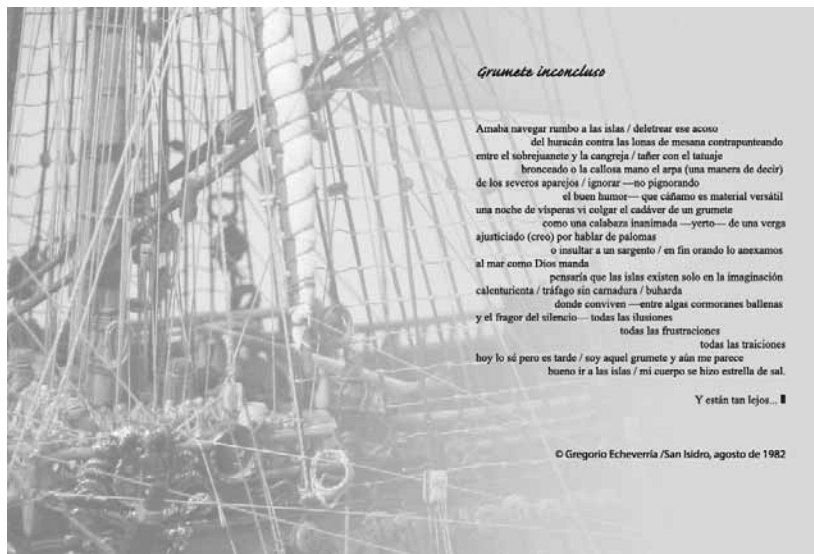 Grumete inconcluso
Amaba navegar rumbo a las islas / deletrear ese acoso
del huracán contra las lonas de mesana contrapunteando
entre el sobrejuanete y la cangreja / tañer con el tatuaje
bronceado o la callosa mano el arpa (una manera de decir)
de los severos aparejos / ignorar —no pignorando
el buen humor— que cáñamo es material versátil
una noche de vísperas vi colgar el cadáver de un grumete
como una calabaza inanimada —yerto— de una verga
ajusticiado (creo) por hablar de palomas
o insultar a un sargento / en fin orando lo anexamos
al mar como Dios manda
pensaría que las islas existen solo en la imaginación
calenturienta / tráfago sin carnadura / buharda
donde conviven —entre algas cormoranes ballenas
y el fragor del silencio— todas las ilusiones
todas las frustraciones
todas las traiciones
hoy lo sé pero es tarde / soy aquel grumete y aún me parece
bueno ir a las islas / mi cuerpo se hizo estrella de sal.
Y están tan lejos...
© Gregorio Echeverría /San Isidro, agosto de 1982